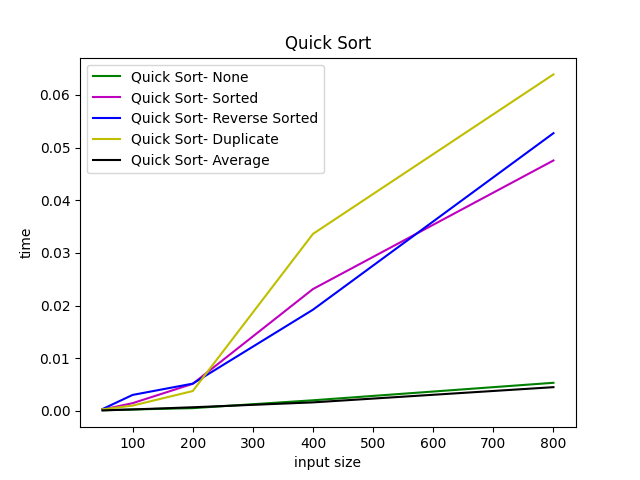 Quick Sort
Quick Sort- None
Quick Sort- Sorted
Quick Sort- Reverse Sorted
Quick Sort- Duplicate
Quick Sort- Average
0.06
0.05
0.04
0.03
0.02
0.01
0.00
time
100 200 300 400 500 600 700 800
input size